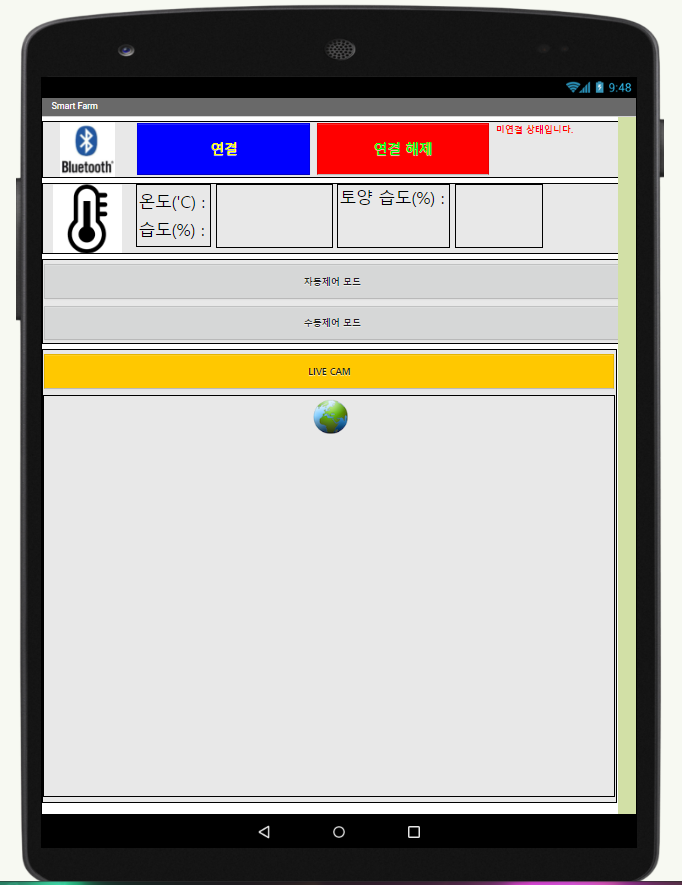 9:48
Smart Farm
Bluetooth®
연결
연결 해제
미연결 상태입니다.
온도('C) :
습도(%) :
토양 습도(%) :
자동제어 모드
수동제어 모드
LIVE CAM